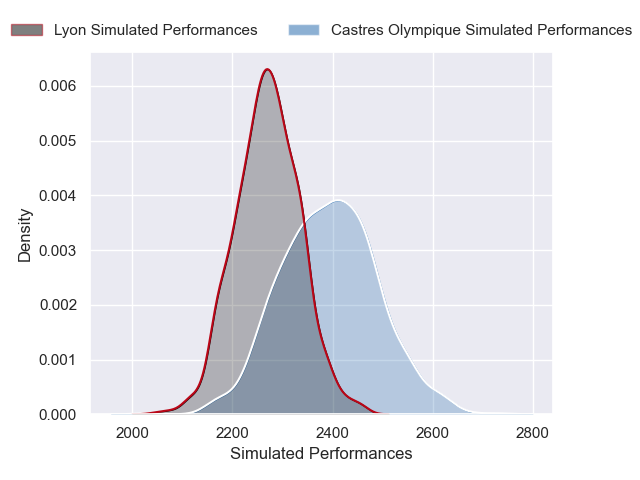 Lyon Simulated Performances
Castres Olympique Simulated Performances
0.006
0.005
0.004
0.003
0.002
0.001
0.000
Density
2000 2200 2400 2600 2800
Simulated Performances